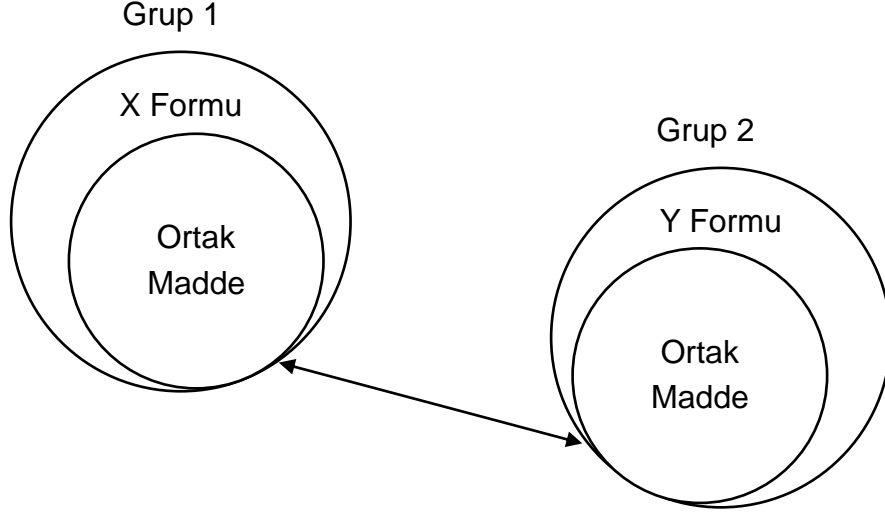 Grup 1
X Formu
Ortak
Madde
Grup 2
Y Formu
Ortak
Madde